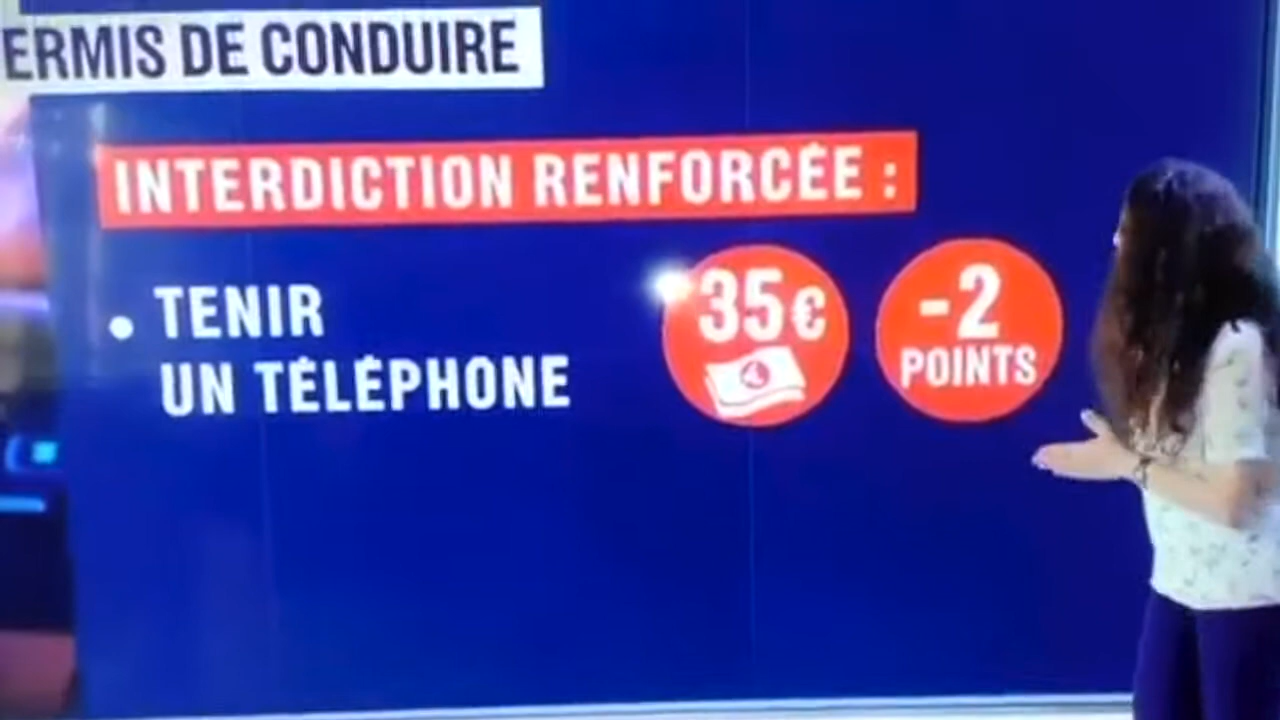 ERMIS DE CONDUIRE
INTERDICTION RENFORCÉE :
• TENIR
UN TÉLÉPHONE
35€
-2
POINTS